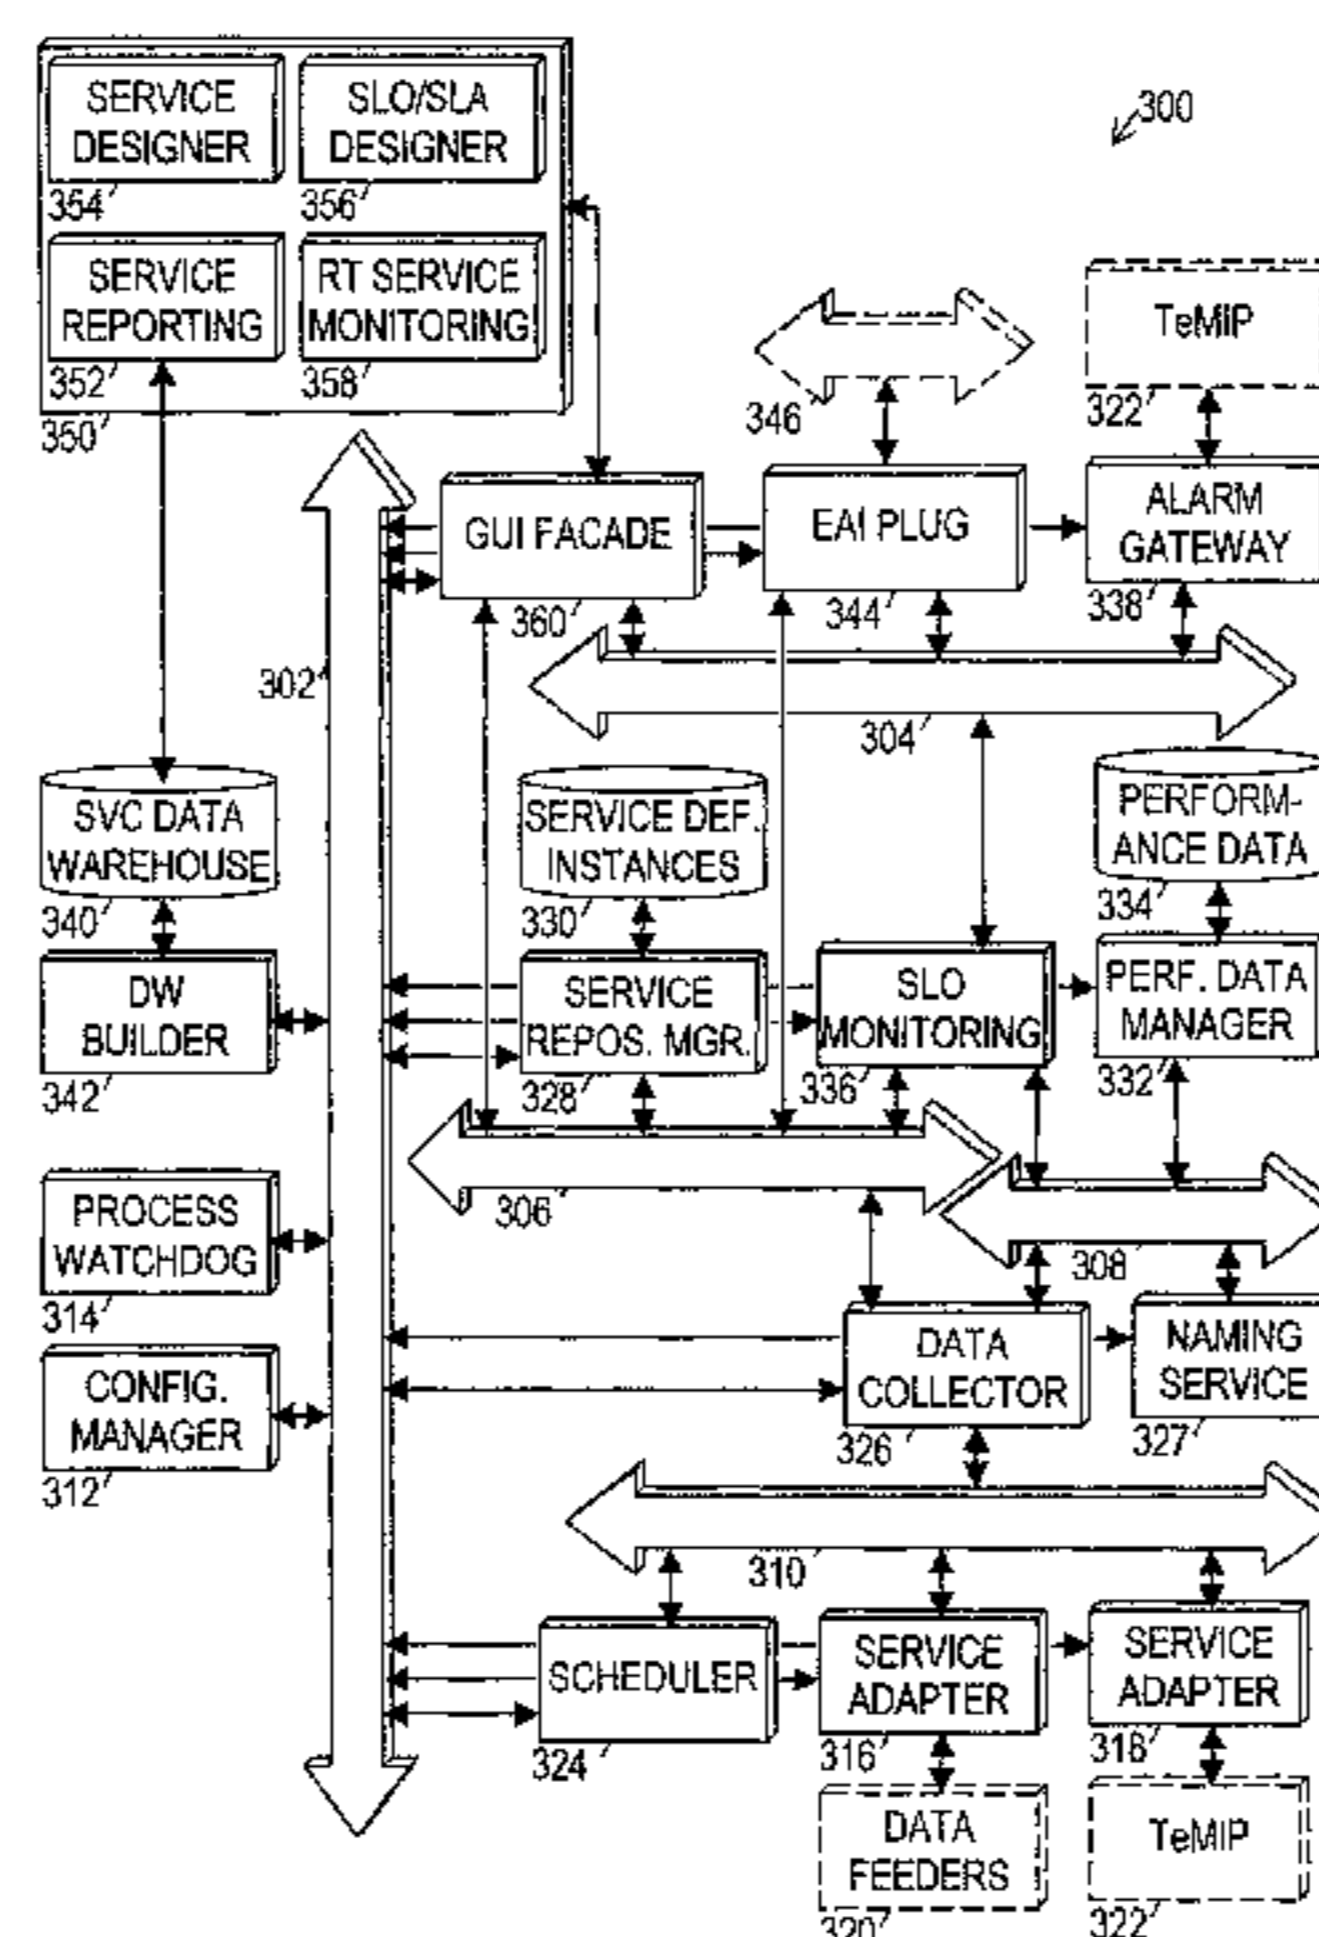 300
SERVICE
DESIGNER
354
SLO/SLA
DESIGNER
356
SERVICE
REPORTING
352
RT SERVICE
MONITORING
358
350
346
TeMIP
322
GUI FACADE
360
EAI PLUG
344
ALARM
GATEWAY
338
302
304
SVC DATA
WAREHOUSE
340
SERVICE DEF.
INSTANCES
330
PERFORM-
ANCE DATA
334
DW
BUILDER
342
SERVICE
REPOS. MGR.
328
SLO
MONITORING
336
PERF. DATA
MANAGER
332
306
308
PROCESS
WATCHDOG
314
CONFIG.
MANAGER
312
DATA
COLLECTOR
326
NAMING
SERVICE
327
310
SCHEDULER
324
SERVICE
ADAPTER
316
SERVICE
ADAPTER
318
DATA
FEEDERS
320
TeMIP
322